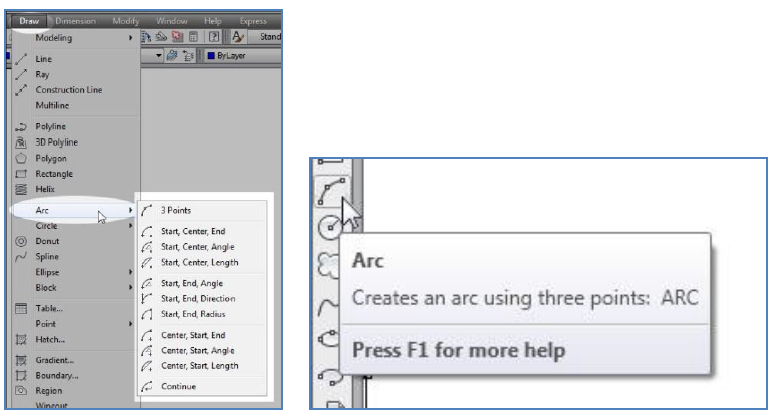 Draw Dimension Modify Window Help Express
Modeling
Stand
Line
ByLayer
Ray
Construction Line
Multiline
Polyline
3D Polyline
Polygon
Rectangle
Helix
Arc
Circle
Donut
Spline
Ellipse
Block
Table...
Point
Hatch...
Gradient...
Boundary...
Region
Wipeout
3 Points
Start, Center, End
Start, Center, Angle
Start, Center, Length
Start, End, Angle
Start, End, Direction
Start, End, Radius
Center, Start, End
Center, Start, Angle
Center, Start, Length
Continue
Arc
Creates an arc using three points: ARC
Press F1 for more help